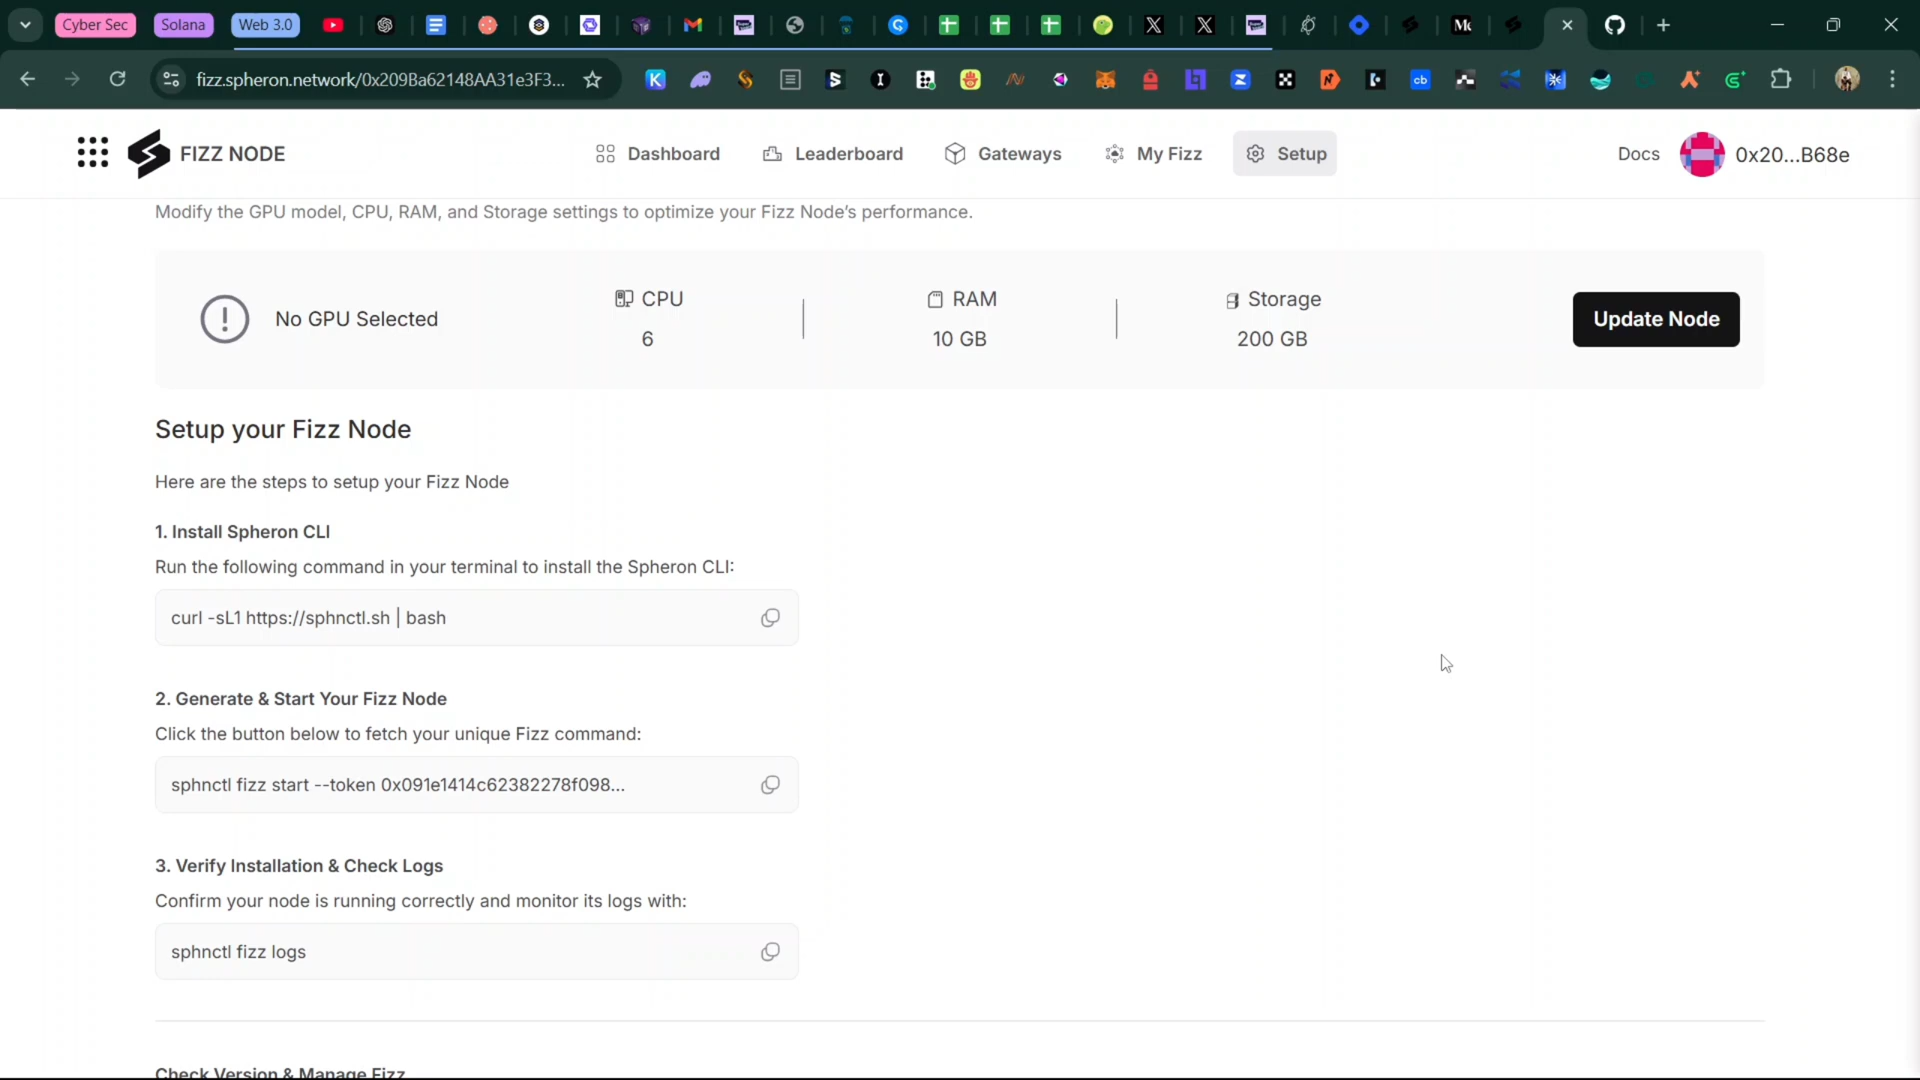 Cyber Sec
Solana
Web 3.0
fizz.spheron.network/0x209Ba62148AA31e3F3...
FIZZ NODE
Dashboard
Leaderboard
Gateways
My Fizz
Setup
Docs
0x20...B68e
Modify the GPU model, CPU, RAM, and Storage settings to optimize your Fizz Node's performance.
No GPU Selected
CPU
6
RAM
10 GB
Storage
200 GB
Update Node
Setup your Fizz Node
Here are the steps to setup your Fizz Node
1. Install Spheron CLI
Run the following command in your terminal to install the Spheron CLI:
curl -sL1 https://sphnctl.sh | bash
2. Generate & Start Your Fizz Node
Click the button below to fetch your unique Fizz command:
sphnctl fizz start --token 0x091e1414c62382278f098...
3. Verify Installation & Check Logs
Confirm your node is running correctly and monitor its logs with:
sphnctl fizz logs
Check Version & Manage Fizz